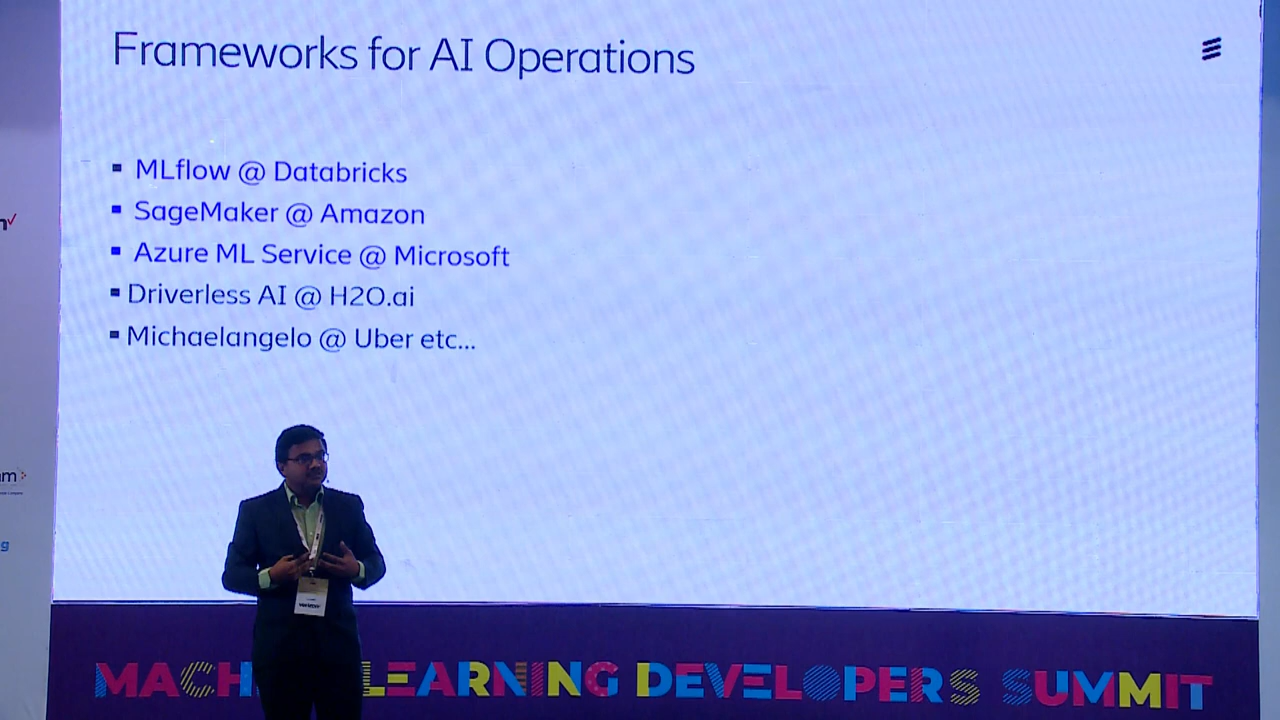 Frameworks for AI Operations
▪ MLflow @ Databricks
▪ SageMaker @ Amazon
▪ Azure ML Service @ Microsoft
▪ Driverless AI @ H2O.ai
▪ Michaelangelo @ Uber etc...
MACH LEARNING DEVELOPERS SUMMIT